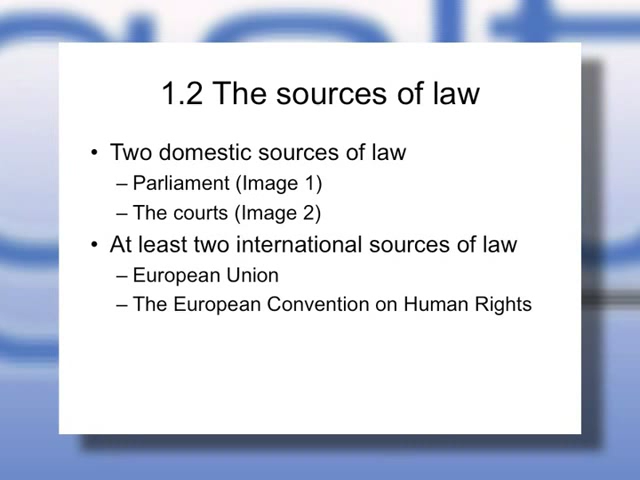 1.2 The sources of law
• Two domestic sources of law
– Parliament (Image 1)
– The courts (Image 2)
• At least two international sources of law
– European Union
– The European Convention on Human Rights